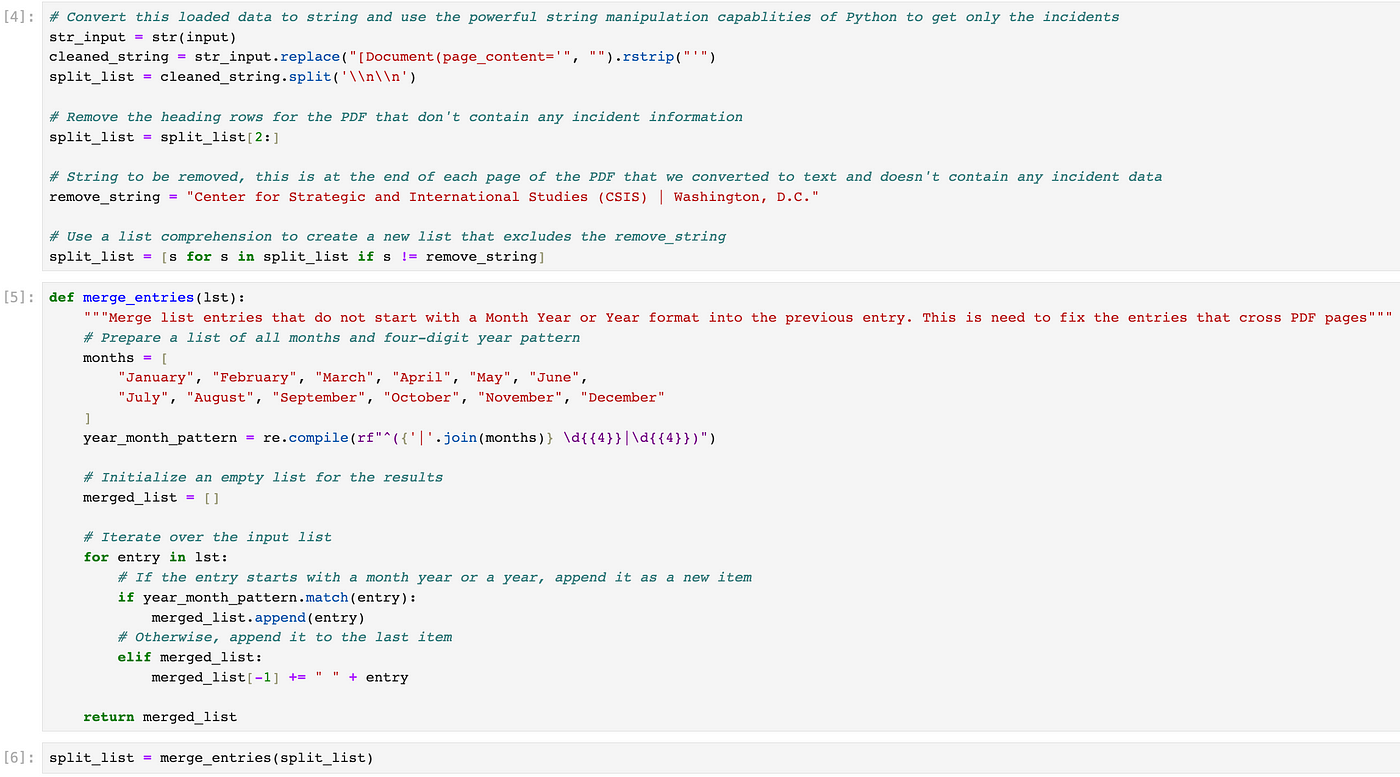 [4]: # Convert this loaded data to string and use the powerful string manipulation capablities of Python to get only the incidents
str_input = str(input)
cleaned_string = str_input.replace("[Document(page_content='", "").rstrip("'")
split_list = cleaned_string.split('\\n\\n')

# Remove the heading rows for the PDF that don't contain any incident information
split_list = split_list[2:]

# String to be removed, this is at the end of each page of the PDF that we converted to text and doesn't contain any incident data
remove_string = "Center for Strategic and International Studies (CSIS) | Washington, D.C."

# Use a list comprehension to create a new list that excludes the remove_string
split_list = [s for s in split_list if s != remove_string]

[5]: def merge_entries(lst):
    """Merge list entries that do not start with a Month Year or Year format into the previous entry. This is need to fix the entries that cross PDF pages"""
    # Prepare a list of all months and four-digit year pattern
    months = [
        "January", "February", "March", "April", "May", "June",
        "July", "August", "September", "October", "November", "December"
    ]
    year_month_pattern = re.compile(rf"^({'|'.join(months)} \d{{4}}|\d{{4}})")

    # Initialize an empty list for the results
    merged_list = []

    # Iterate over the input list
    for entry in lst:
        # If the entry starts with a month year or a year, append it as a new item
        if year_month_pattern.match(entry):
            merged_list.append(entry)
        # Otherwise, append it to the last item
        elif merged_list:
            merged_list[-1] += " " + entry

    return merged_list

[6]: split_list = merge_entries(split_list)